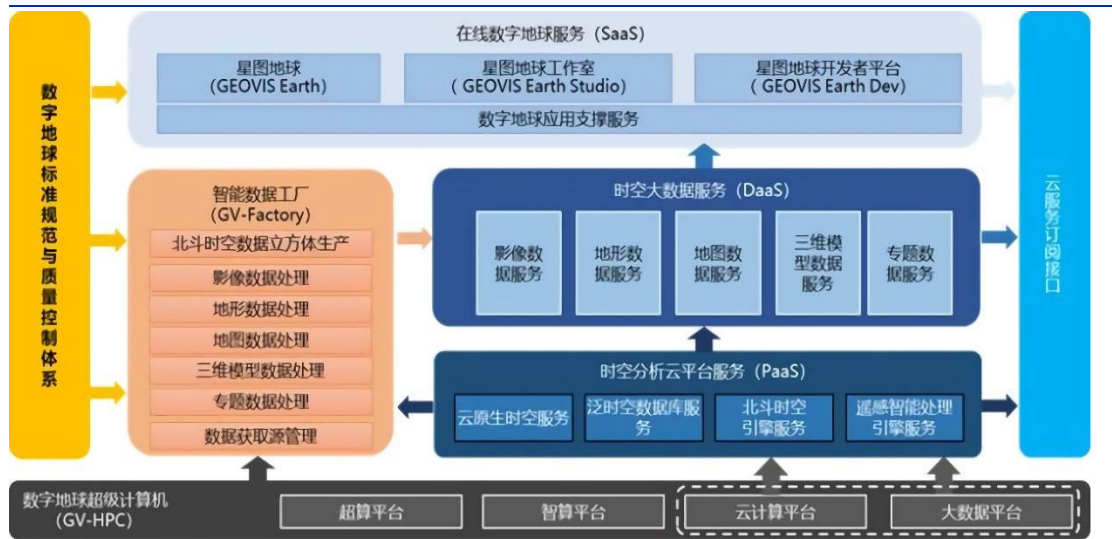 数字地球标准规范与质量控制体系
在线数字地球服务（SaaS）
星图地球
(GEOVIS Earth)
星图地球工作室
( GEOVIS Earth Studio)
星图地球开发者平台
( GEOVIS Earth Dev)
数字地球应用支撑服务
智能数据工厂
(GV-Factory)
北斗时空数据立方体生产
影像数据处理
地形数据处理
地图数据处理
三维模型数据处理
专题数据处理
数据获取源管理
时空大数据服务（DaaS）
影像数
据服务
地形数
据服务
地图数
据服务
三维模
型数据
服务
专题数
据服务
时空分析云平台服务（PaaS）
云原生时空服务
泛时空数据库服
务
北斗时空
引擎服务
遥感智能处理
引擎服务
云服务订阅接口
数字地球超级计算机
(GV-HPC)
超算平台
智算平台
云计算平台
大数据平台